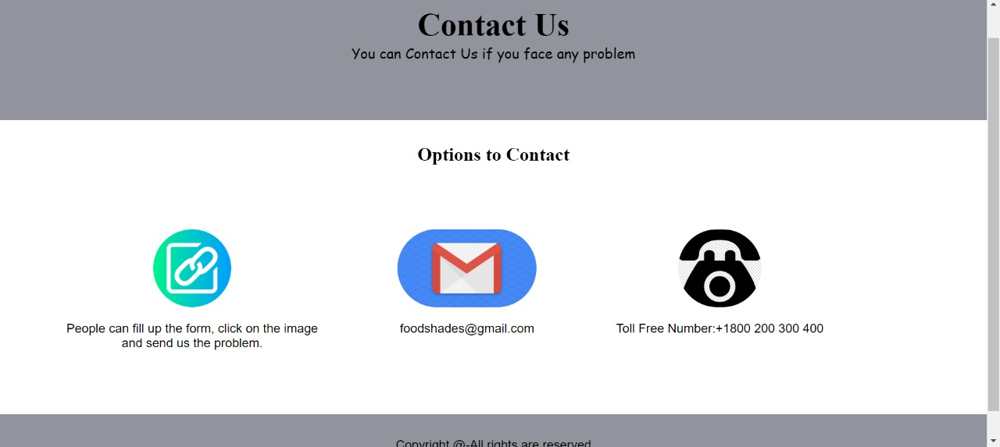 Contact Us
You can Contact Us if you face any problem
Options to Contact
People can fill up the form, click on the image
and send us the problem.
foodshades@gmail.com
Toll Free Number:+1800 200 300 400
Copyright @-All rights are reserved